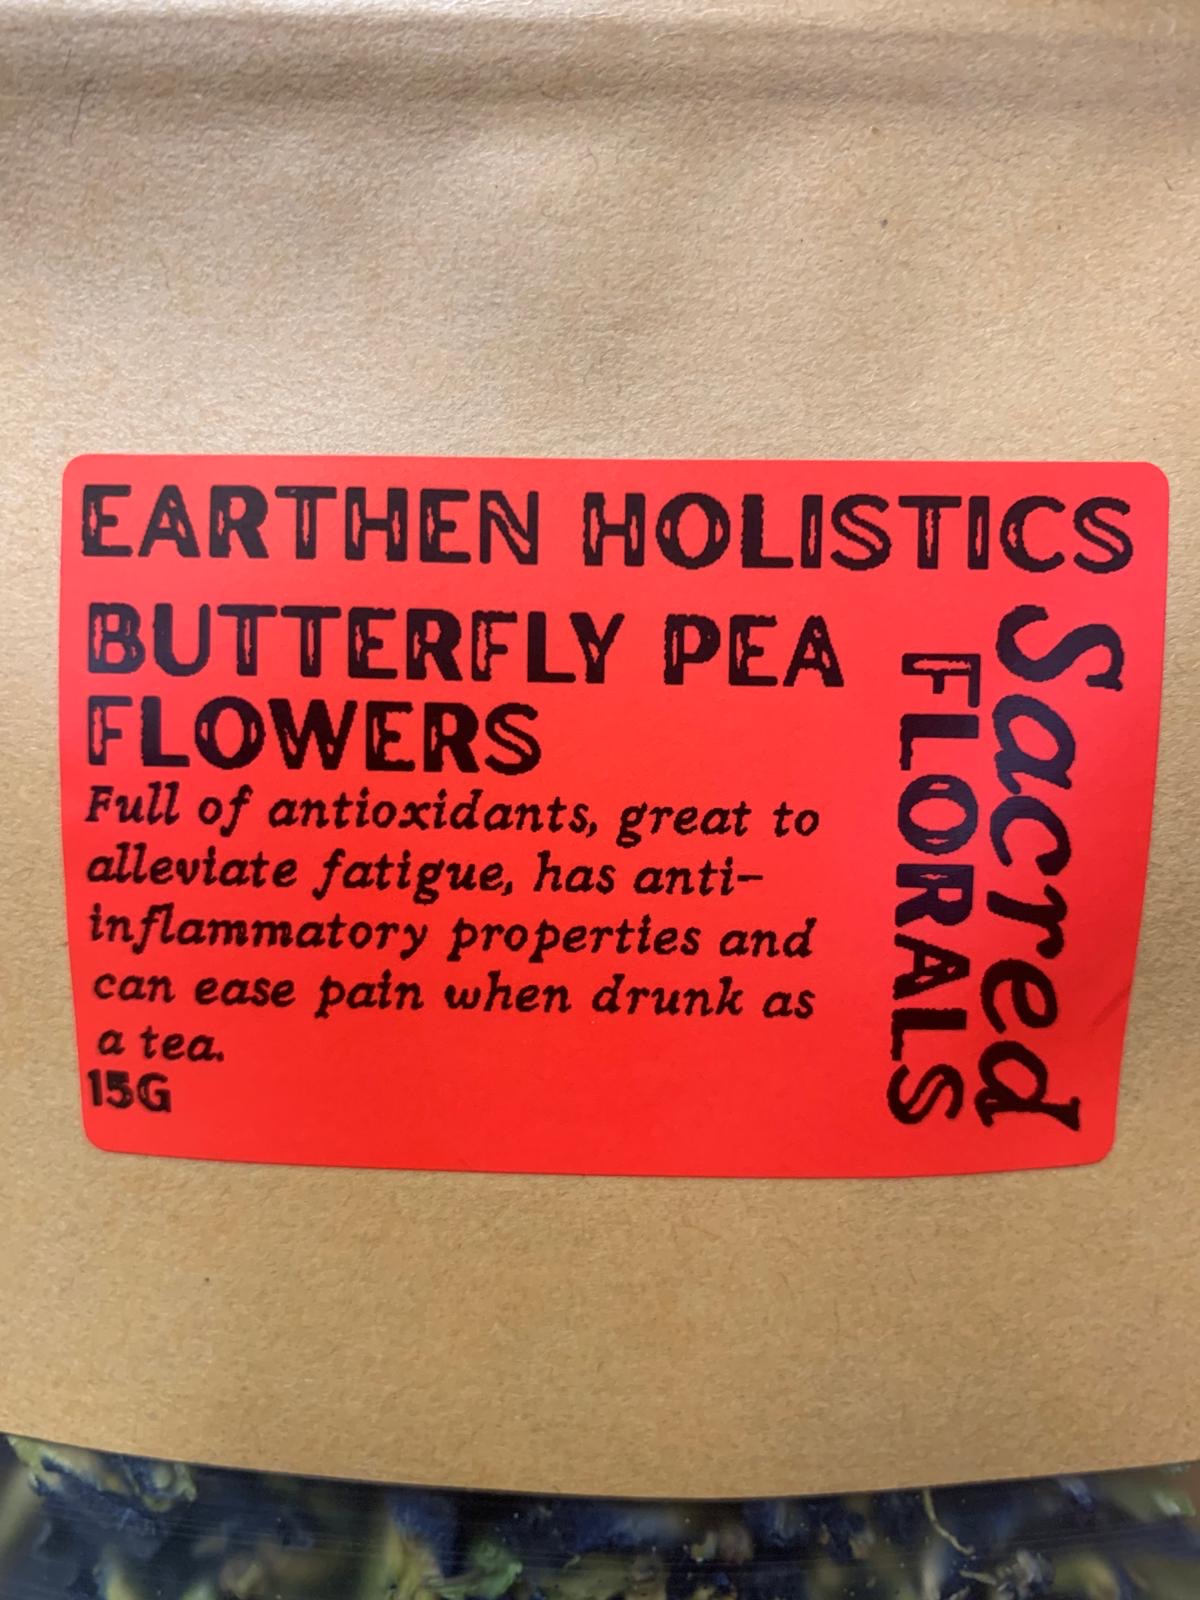 EARTHEN HOLISTICS
BUTTERFLY PEA
FLOWERS
Full of antioxidants, great to
alleviate fatigue, has anti-
inflammatory properties and
can ease pain when drunk as
a tea.
15G
Sacred
FLORALS